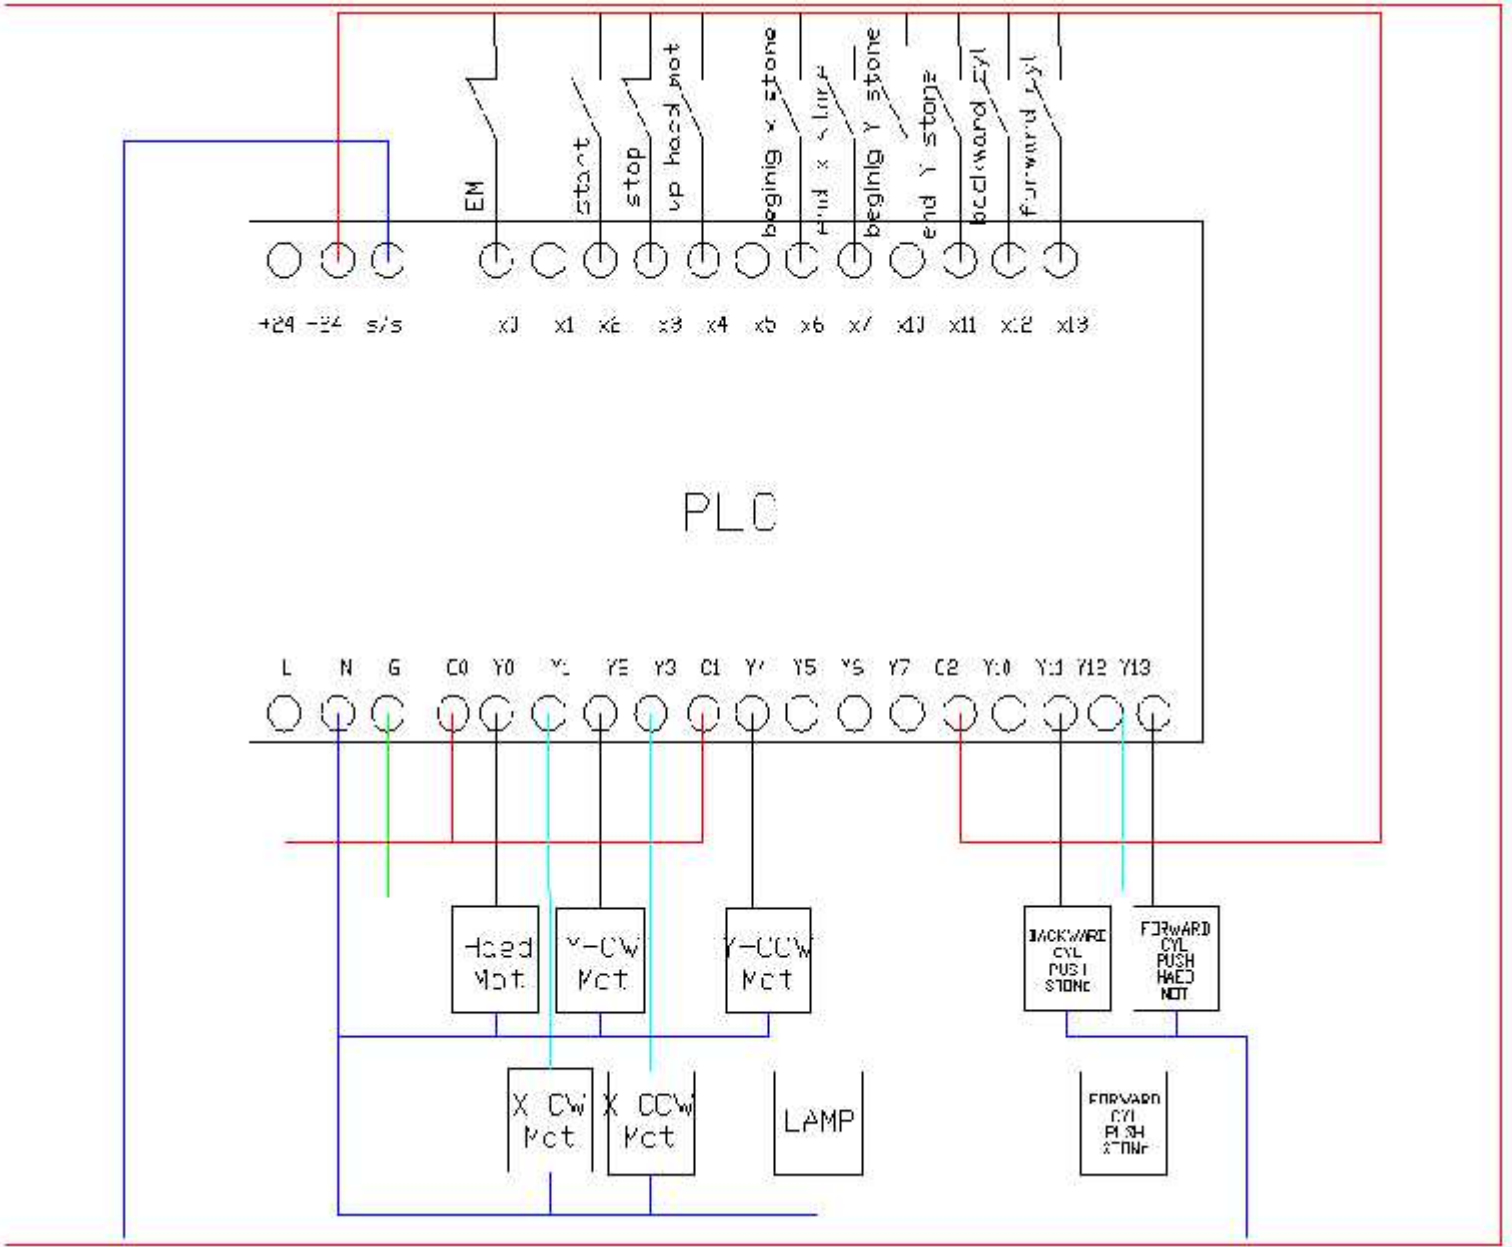 EM
start
stop
up haed mot
beginig x stone
end x stone
beginig Y stone
end Y stone
backward cyl
forward cyl
+24 -24 s/s x0 x1 x2 x3 x4 x5 x6 x7 x10 x11 x12 x13
PLC
L N G C0 Y0 Y1 Y2 Y3 C1 Y4 Y5 Y6 Y7 C2 Y10 Y11 Y12 Y13
Haed
Mot
Y-CW
Mot
Y-CCW
Mot
BACKWARD
CYL
PUSH
STONE
FORWARD
CYL
PUSH
HAED
MOT
X CW
Mot
X CCW
Mot
LAMP
FORWARD
CYL
PUSH
STONE